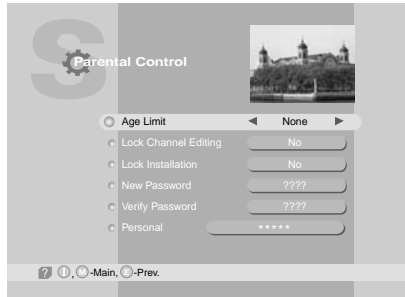 S
Parental Control
Age Limit ◀ None ▶
Lock Channel Editing No
Lock Installation No
New Password ????
Verify Password ????
Personal *****
? I, M-Main, E-Prev.